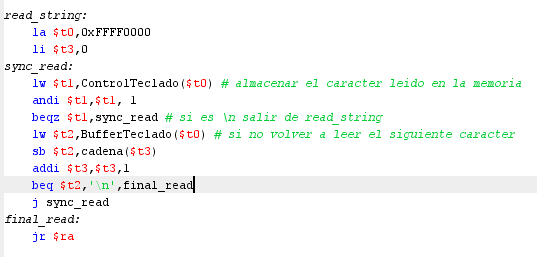 read_string:
la $t0,0xFFFF0000
li $t3,0
sync_read:
lw $t1,ControlTeclado($t0) # almacenar el caracter leido en la memoria
andi $t1,$t1, 1
beqz $t1,sync_read # si es \n salir de read_string
lw $t2,BufferTeclado($t0) # si no volver a leer el siguiente caracter
sb $t2,cadena($t3)
addi $t3,$t3,1
beq $t2,'\n',final_read
j sync_read
final_read:
jr $ra